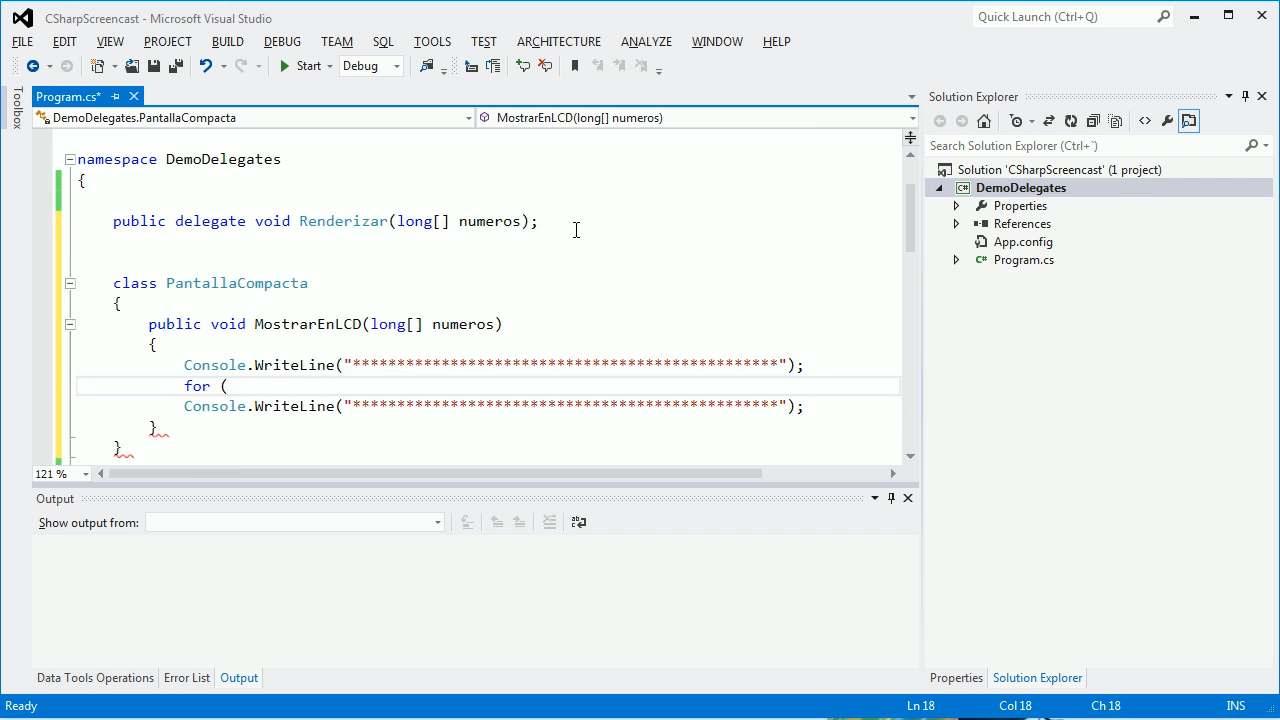 CSharpScreencast - Microsoft Visual Studio
Quick Launch (Ctrl+Q)
FILE EDIT VIEW PROJECT BUILD DEBUG TEAM SQL TOOLS TEST ARCHITECTURE ANALYZE WINDOW HELP
Start Debug
Toolbox
Program.cs*
DemoDelegates.PantallaCompacta
MostrarEnLCD(long[] numeros)
namespace DemoDelegates
{
public delegate void Renderizar(long[] numeros);
class PantallaCompacta
{
public void MostrarEnLCD(long[] numeros)
{
Console.WriteLine("************************************************");
for (
Console.WriteLine("************************************************");
}
}
121 %
Output
Show output from:
Data Tools Operations Error List Output
Solution Explorer
Search Solution Explorer (Ctrl+`)
Solution 'CSharpScreencast' (1 project)
C# DemoDelegates
Properties
References
App.config
C# Program.cs
Properties Solution Explorer
Ready
Ln 18 Col 18 Ch 18 INS